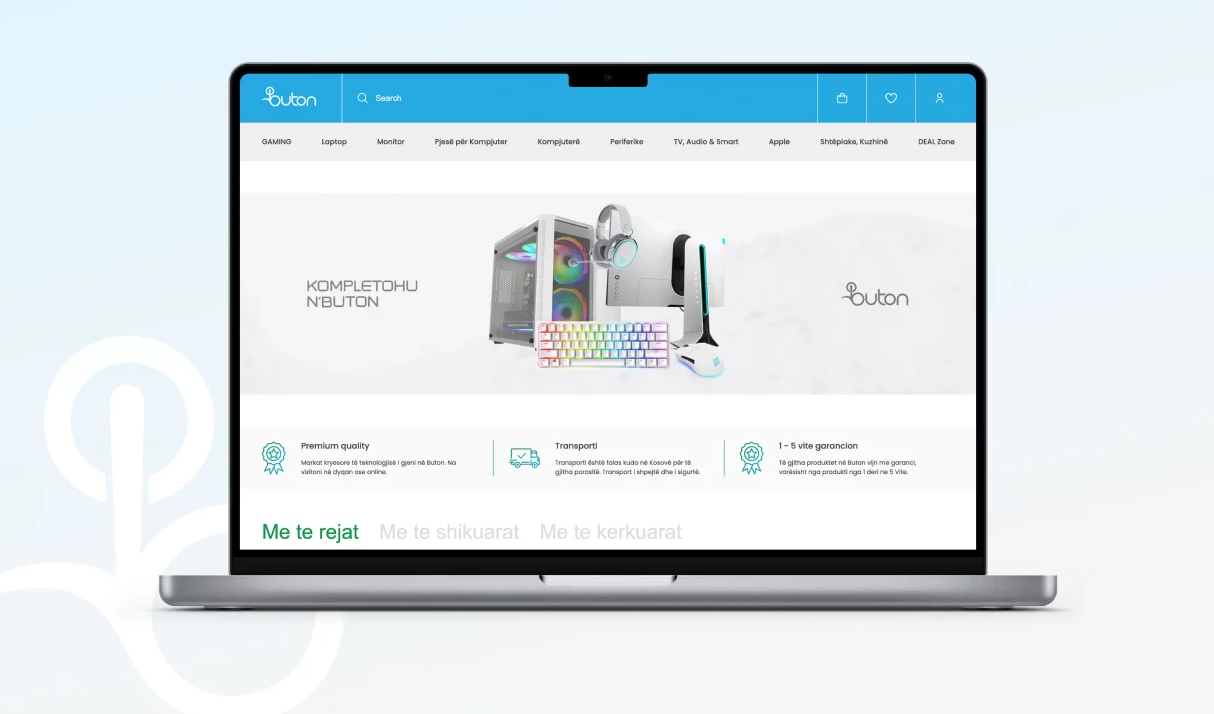 buton
Search
GAMING
Laptop
Monitor
Pjesë për Kompjuter
Kompjuterë
Periferike
TV, Audio & Smart
Apple
Shtëpiake, Kuzhinë
DEAL Zone
KOMPLETOHU
N'BUTON
buton
Premium quality
Markat kryesore të teknologjisë i gjeni në Buton. Na
vizitoni në dyqan ose online.
Transporti
Transporti është falas kudo në Kosovë për të
gjitha porositë. Transport i shpejtë dhe i sigurtë.
1 - 5 vite garancion
Të gjitha produktet në Buton vijn me garanci,
varësisht nga produkti nga 1 deri ne 5 Vite.
Me te rejat
Me te shikuarat
Me te kerkuarat